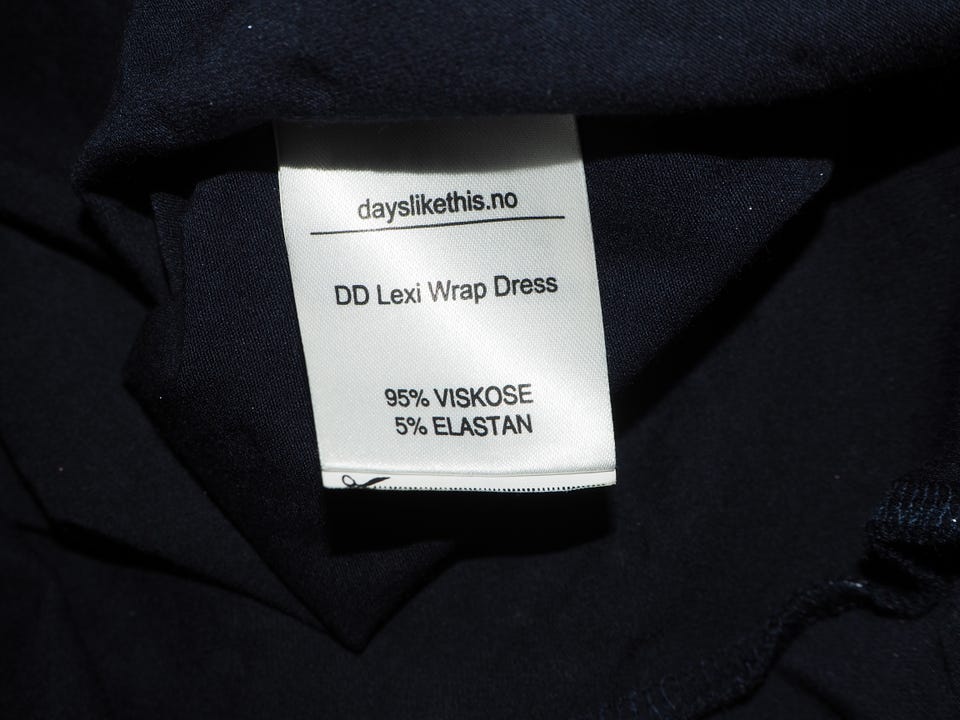 dayslikethis.no
DD Lexi Wrap Dress
95% VISKOSE
5% ELASTAN